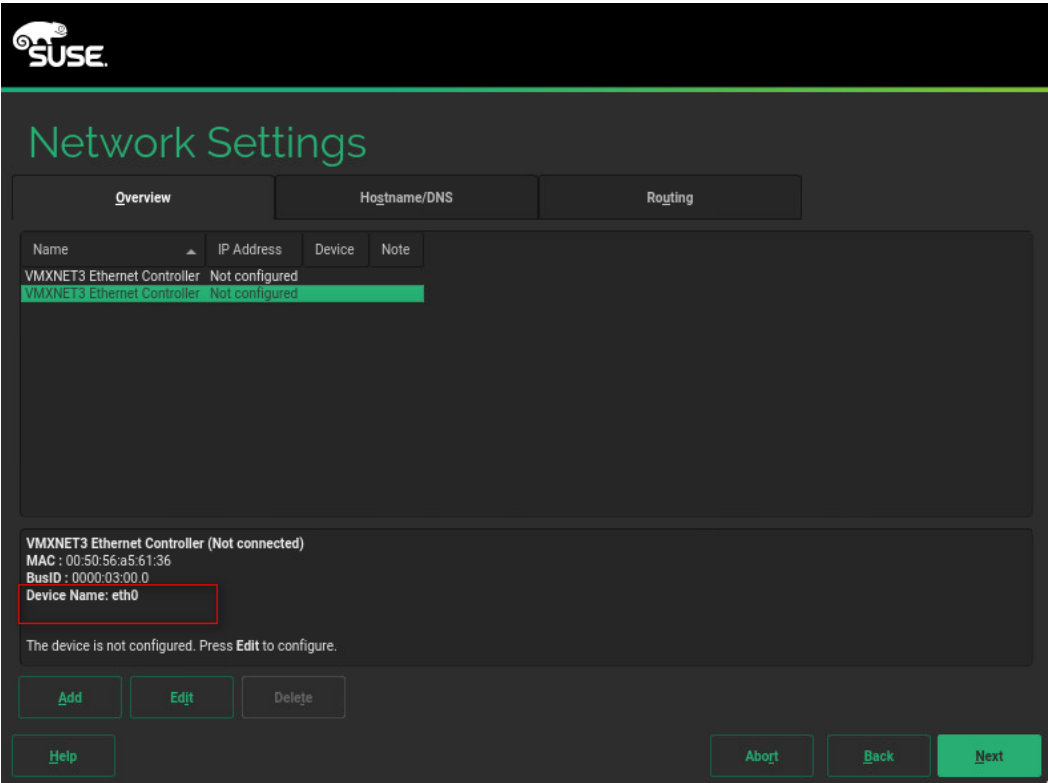 SUSE.
Network Settings
Overview Hostname/DNS Routing
Name IP Address Device Note
VMXNET3 Ethernet Controller Not configured
VMXNET3 Ethernet Controller Not configured
VMXNET3 Ethernet Controller (Not connected)
MAC : 00:50:56:a5:61:36
BusID : 0000:03:00.0
Device Name: eth0
The device is not configured. Press Edit to configure.
Add Edit Delete
Help Abort Back Next